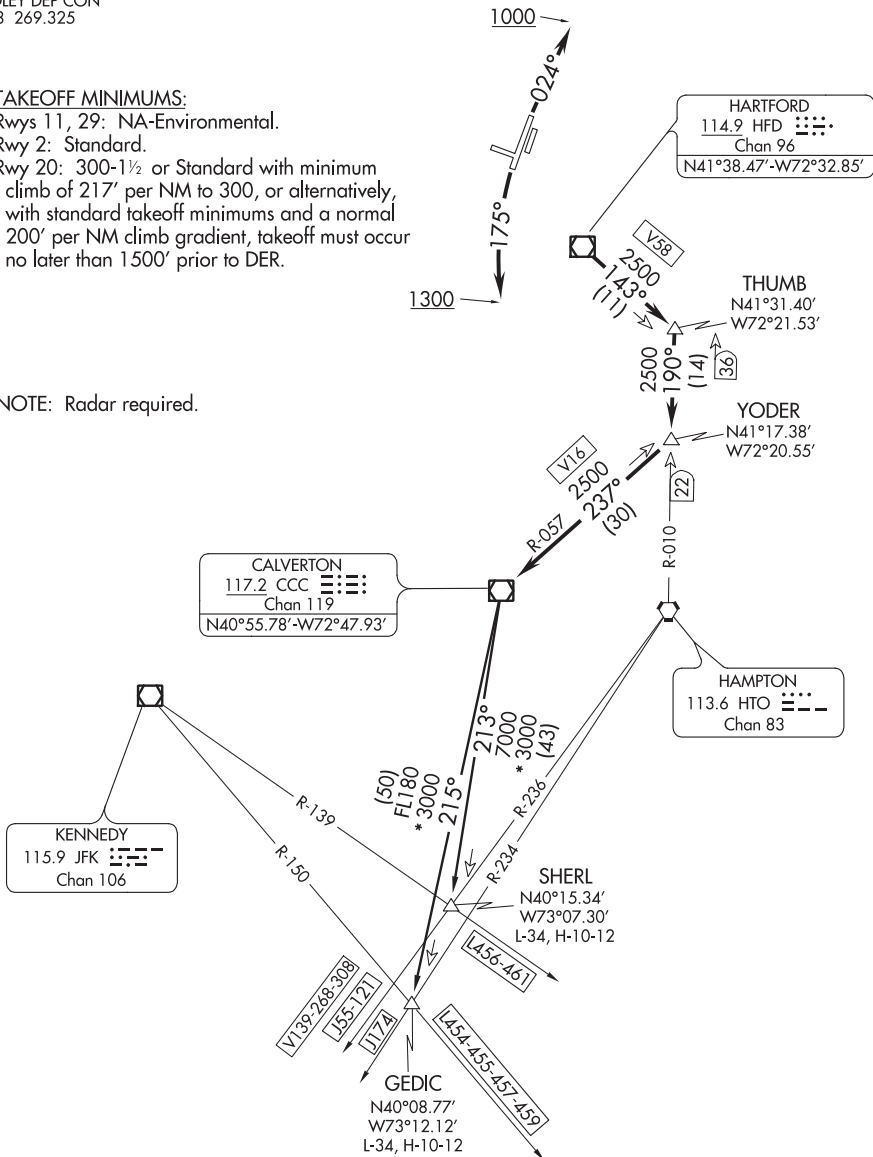 269.325
TAKEOFF MINIMUMS:
Rwys 11, 29: NA-Environmental.
Rwy 2: Standard.
Rwy 20: 300-1½ or Standard with minimum
climb of 217' per NM to 300, or alternatively,
with standard takeoff minimums and a normal
200' per NM climb gradient, takeoff must occur
no later than 1500' prior to DER.
NOTE: Radar required.
1000
024°
175°
1300
HARTFORD
114.9 HFD
Chan 96
N41°38.47'-W72°32.85'
V58
2500
143°
(11)
THUMB
N41°31.40'
W72°21.53'
36
2500
190°
(14)
YODER
N41°17.38'
W72°20.55'
V16
2500
237°
(30)
R-057
22
R-010
CALVERTON
117.2 CCC
Chan 119
N40°55.78'-W72°47.93'
HAMPTON
113.6 HTO
Chan 83
213°
7000
*3000
(43)
(50)
FL180
*3000
215°
R-236
R-234
KENNEDY
115.9 JFK
Chan 106
R-139
R-150
SHERL
N40°15.34'
W73°07.30'
L-34, H-10-12
L456-461
V139-268-308
J55-121
J174
GEDIC
N40°08.77'
W73°12.12'
L-34, H-10-12
L454-455-457-459